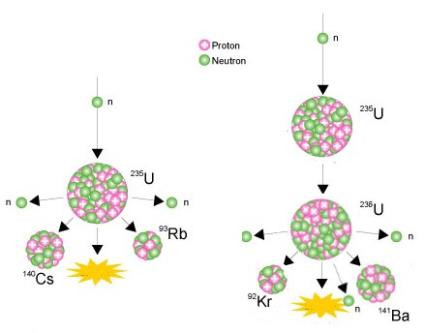 n
Proton
Neutron
n
²³⁵U
²³⁵U
n
n
²³⁶U
⁹³Rb
n
¹⁴⁰Cs
⁹²Kr
n
¹⁴¹Ba